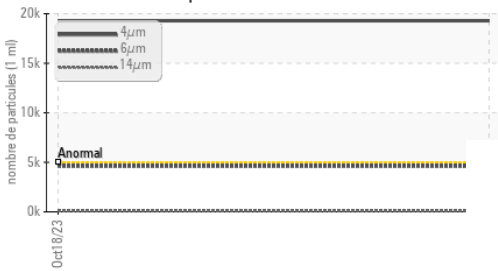 20k
15k
10k
5k
0k
nombre de particules (1 ml)
4µm
6µm
14µm
Anormal
Oct18/23